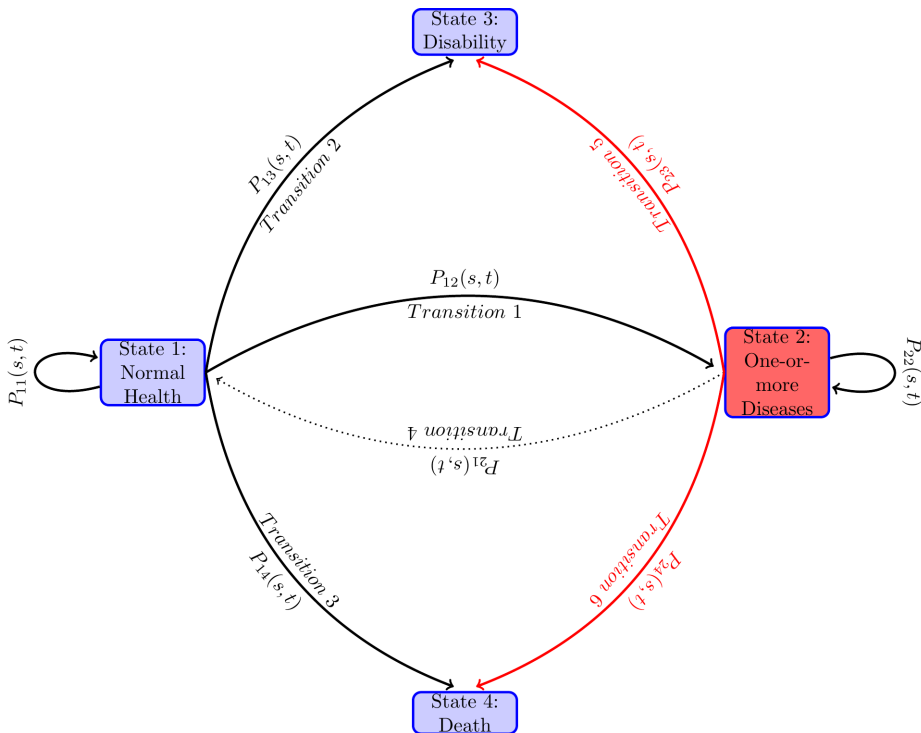 State 3:
Disability
P₁₃(s,t)
Transition 2
P₂₃(s,t)
Transition 5
P₁₂(s,t)
Transition 1
P₁₁(s,t)
State 1:
Normal
Health
State 2:
One-or-
more
Diseases
P₂₂(s,t)
Transition 4
P₂₁(s,t)
Transition 3
P₁₄(s,t)
Transition 6
P₂₄(s,t)
State 4:
Death